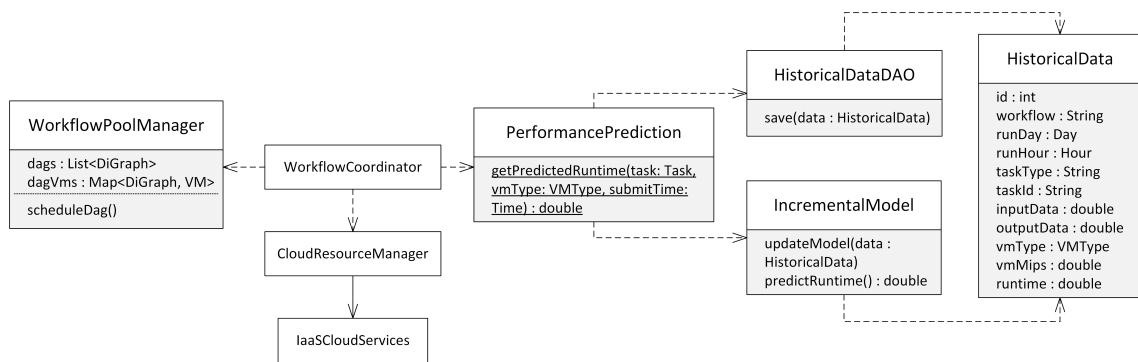 WorkflowPoolManager
dags : List<DiGraph>
dagVms : Map<DiGraph, VM>
scheduleDag()
WorkflowCoordinator
CloudResourceManager
IaaSCloudServices
PerformancePrediction
getPredictedRuntime(task: Task,
vmType: VMType, submitTime:
Time) : double
HistoricalDataDAO
save(data : HistoricalData)
IncrementalModel
updateModel(data :
HistoricalData)
predictRuntime() : double
HistoricalData
id : int
workflow : String
runDay : Day
runHour : Hour
taskType : String
taskId : String
inputData : double
outputData : double
vmType : VMType
vmMips : double
runtime : double